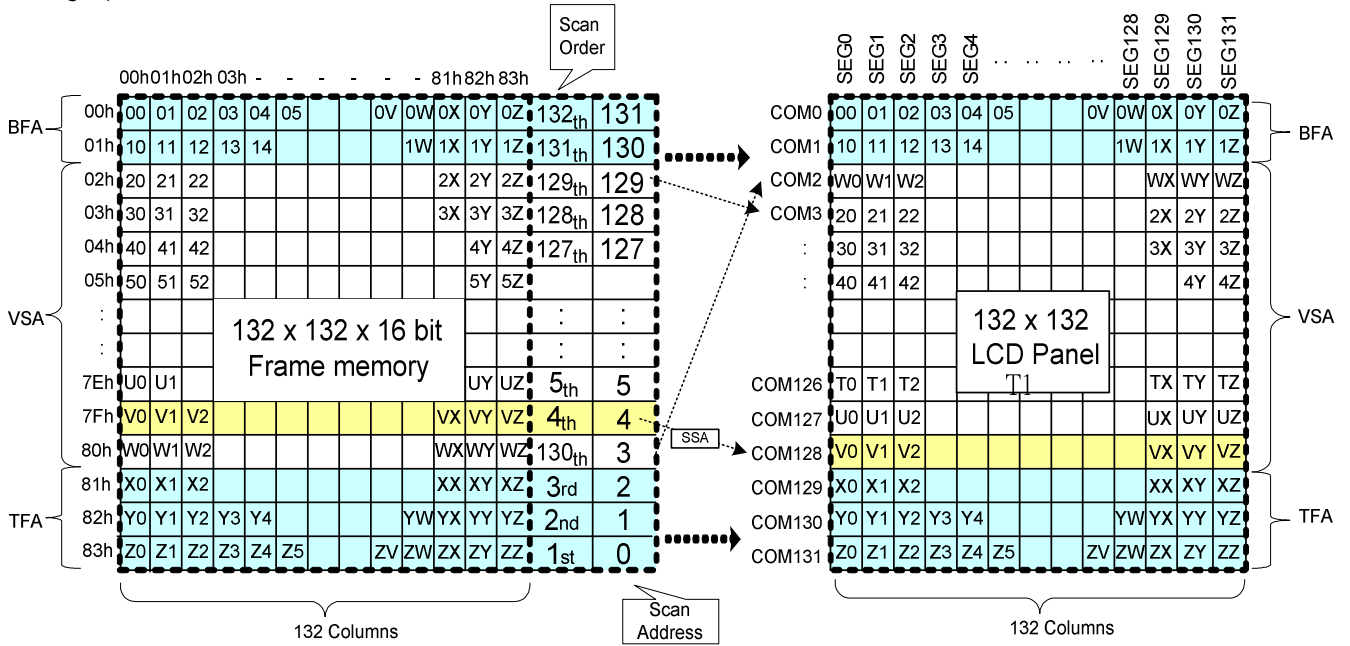 Scan Order
00h 01h 02h 03h - - - - - - 81h 82h 83h
SEG0 SEG1 SEG2 SEG3 SEG4 .. .. .. .. SEG128 SEG129 SEG130 SEG131
BFA
00h 00 01 02 03 04 05 0V 0W 0X 0Y 0Z 132th 131
COM0 00 01 02 03 04 05 0V 0W 0X 0Y 0Z
BFA
01h 10 11 12 13 14 1W 1X 1Y 1Z 131th 130
COM1 10 11 12 13 14 1W 1X 1Y 1Z
02h 20 21 22 2X 2Y 2Z 129th 129
COM2 W0 W1 W2 WX WY WZ
03h 30 31 32 3X 3Y 3Z 128th 128
COM3 20 21 22 2X 2Y 2Z
04h 40 41 42 4Y 4Z 127th 127
: 30 31 32 3X 3Y 3Z
05h 50 51 52 5Y 5Z
: 40 41 42 4Y 4Z
VSA
: : :
: : :
132 x 132 x 16 bit
Frame memory
132 x 132
LCD Panel
T1
VSA
7Eh U0 U1 UY UZ 5th 5
COM126 T0 T1 T2 TX TY TZ
7Fh V0 V1 V2 VX VY VZ 4th 4
SSA
COM127 U0 U1 U2 UX UY UZ
80h W0 W1 W2 WX WY WZ 130th 3
COM128 V0 V1 V2 VX VY VZ
81h X0 X1 X2 XX XY XZ 3rd 2
COM129 X0 X1 X2 XX XY XZ
TFA
82h Y0 Y1 Y2 Y3 Y4 YW YX YY YZ 2nd 1
COM130 Y0 Y1 Y2 Y3 Y4 YW YX YY YZ
TFA
83h Z0 Z1 Z2 Z3 Z4 Z5 ZV ZW ZX ZY ZZ 1st 0
COM131 Z0 Z1 Z2 Z3 Z4 Z5 ZV ZW ZX ZY ZZ
132 Columns
Scan Address
132 Columns